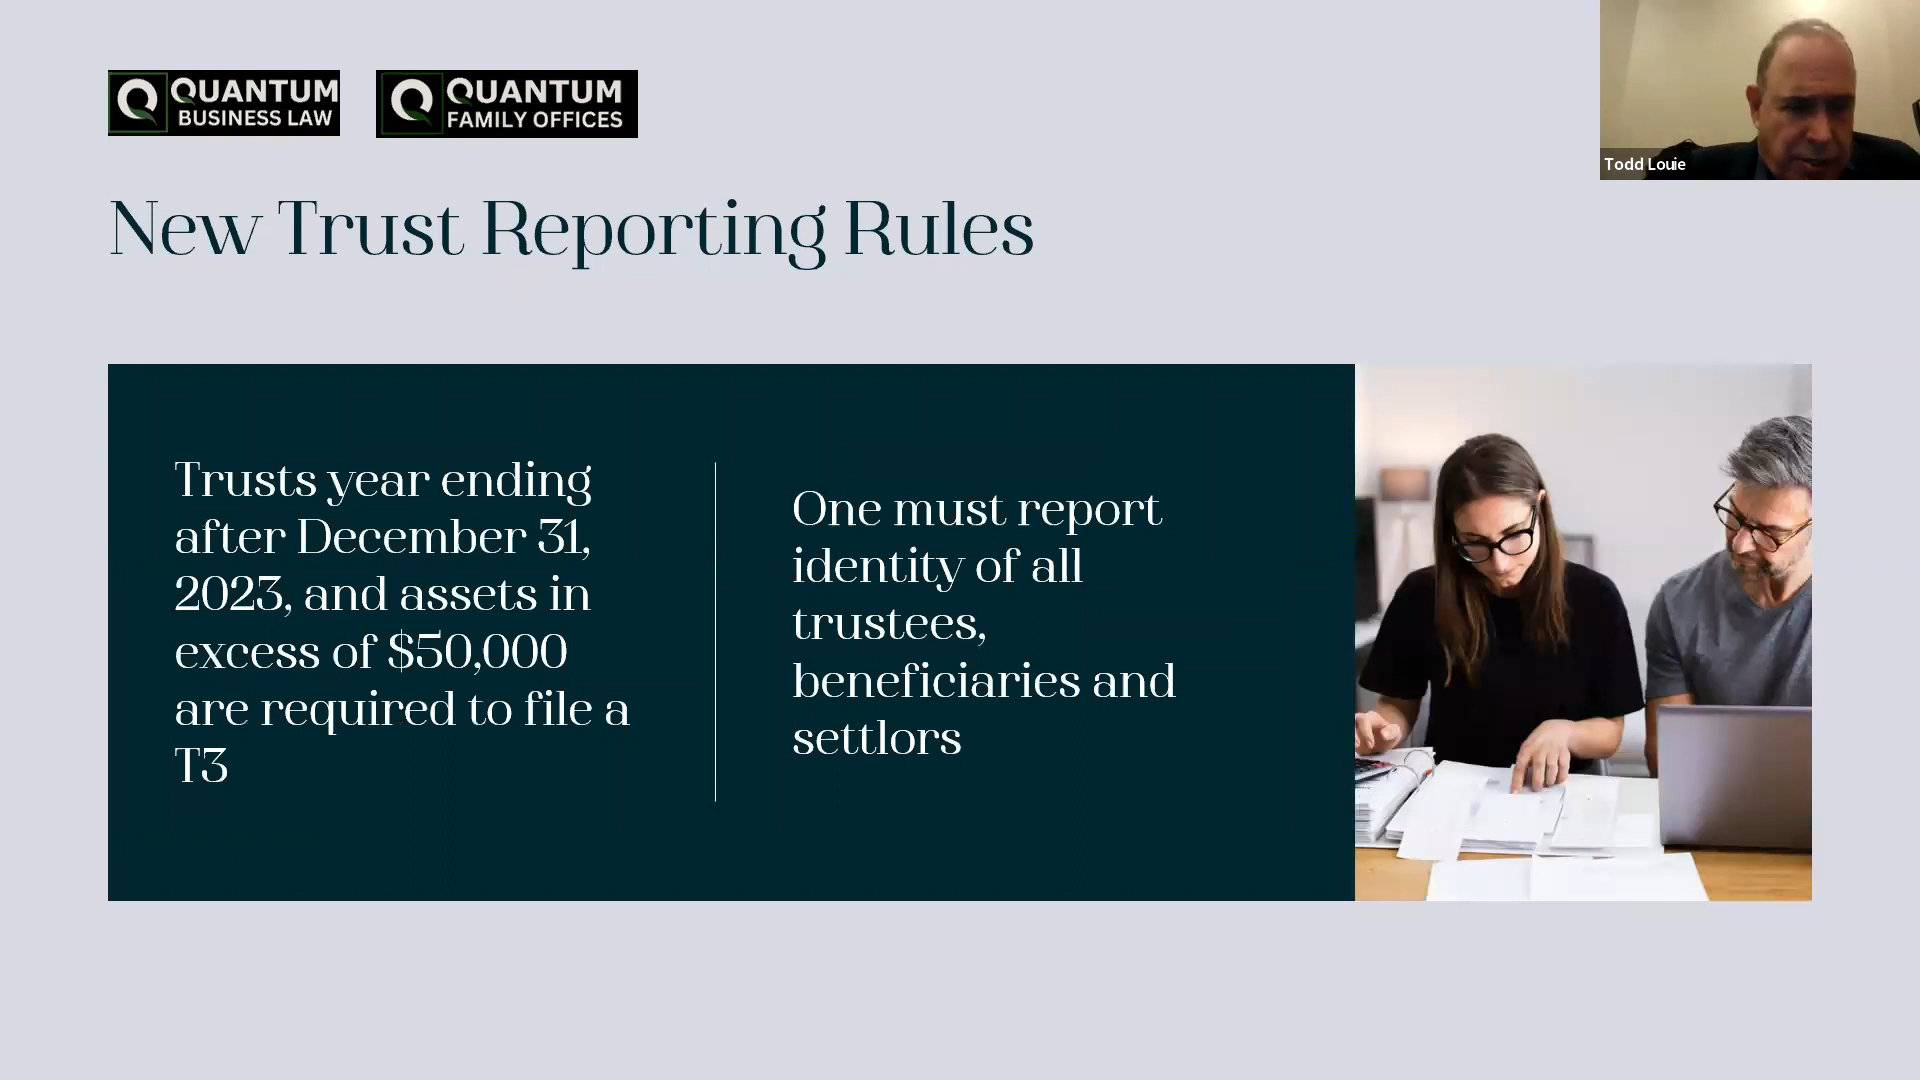 QUANTUM
BUSINESS LAW
QUANTUM
FAMILY OFFICES
Todd Louie
New Trust Reporting Rules
Trusts year ending
after December 31,
2023, and assets in
excess of $50,000
are required to file a
T3
One must report
identity of all
trustees,
beneficiaries and
settlors